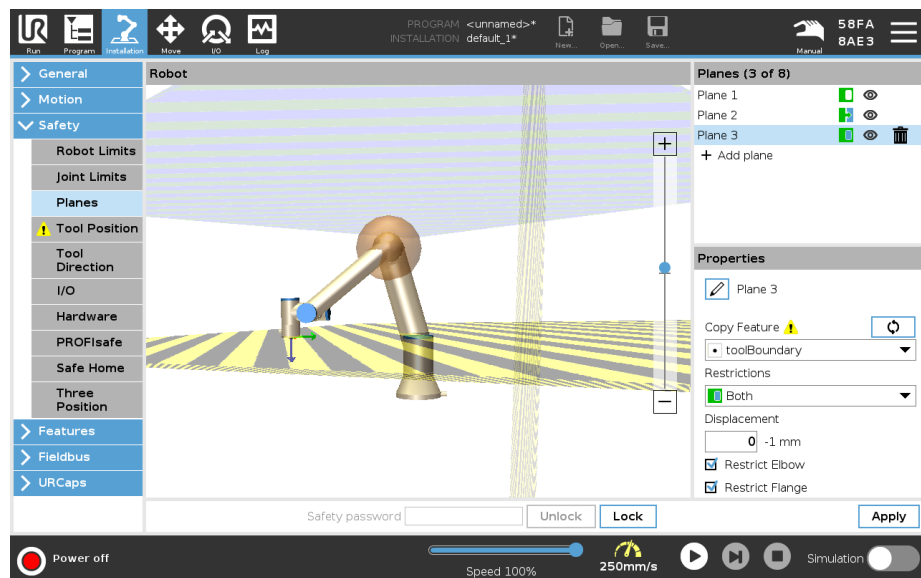 PROGRAM <unnamed>*
INSTALLATION default_1*
UR
Run
Program
Installation
Move
I/O
Log
New...
Open...
Save...
Manual
58FA
8AE3
General
Motion
Safety
Robot Limits
Joint Limits
Planes
Tool Position
Tool
Direction
I/O
Hardware
PROFIsafe
Safe Home
Three
Position
Features
Fieldbus
URCaps
Robot
+
−
Planes (3 of 8)
Plane 1
Plane 2
Plane 3
+ Add plane
Properties
Plane 3
Copy Feature
toolBoundary
Restrictions
Both
Displacement
0 -1 mm
Restrict Elbow
Restrict Flange
Safety password
Unlock
Lock
Apply
Power off
Speed 100%
250mm/s
Simulation